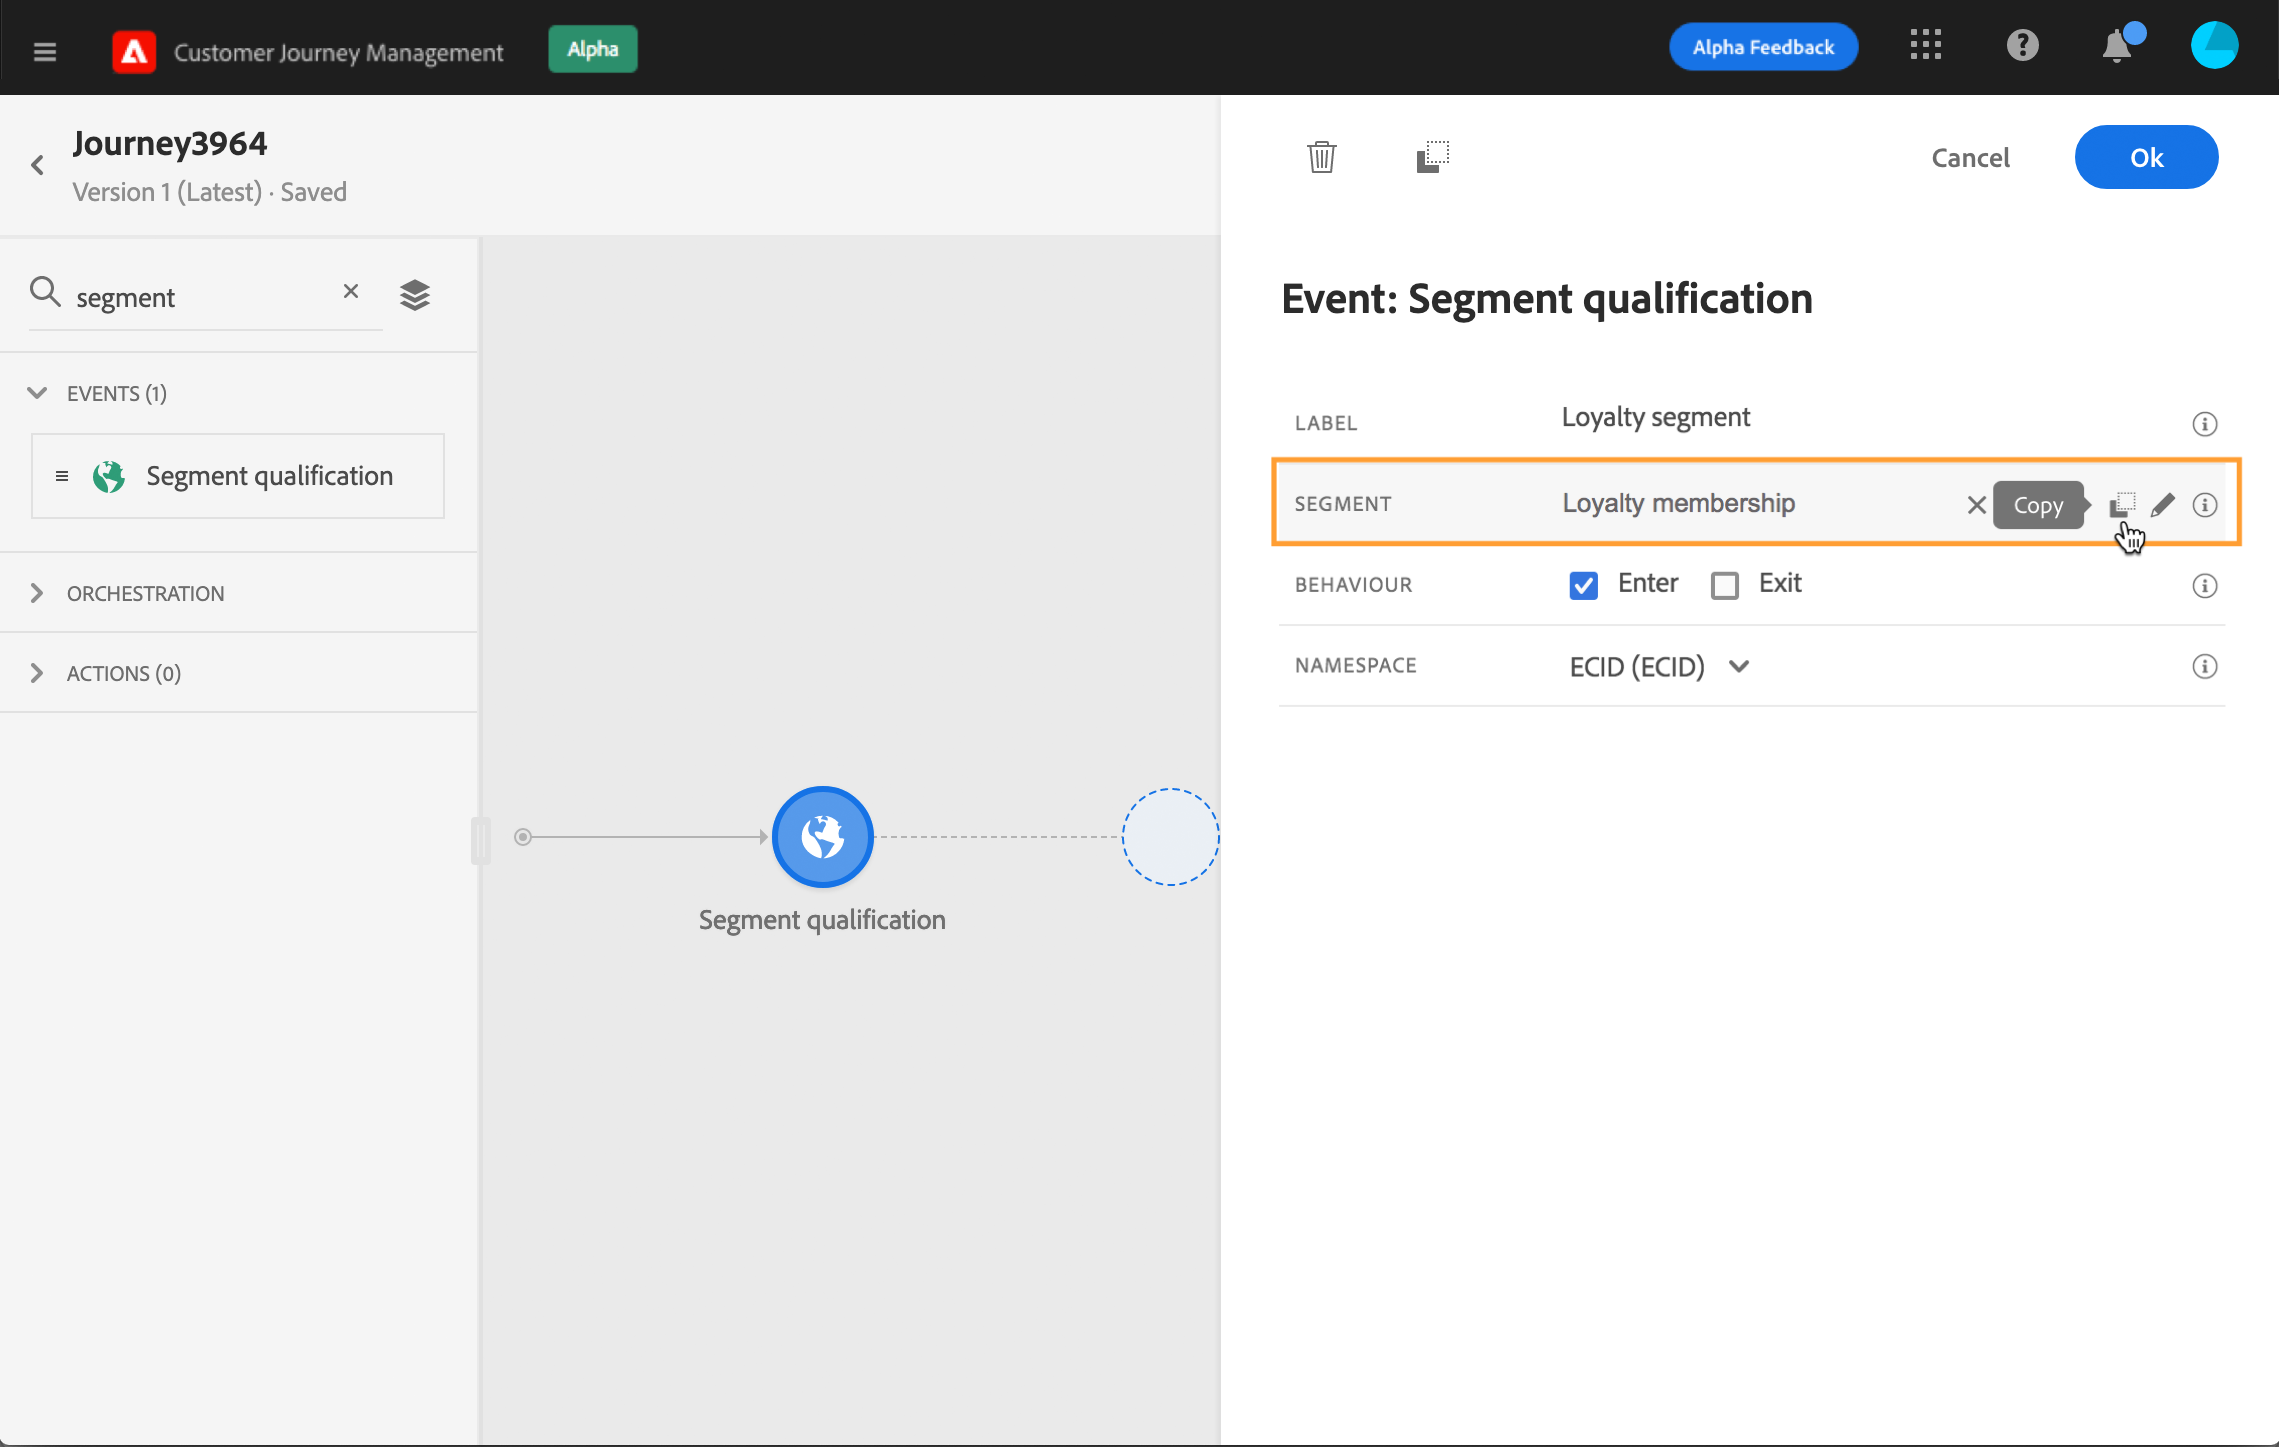 Customer Journey Management
Alpha
Alpha Feedback
Journey3964
Version 1 (Latest) · Saved
Cancel
Ok
segment
EVENTS (1)
Segment qualification
ORCHESTRATION
ACTIONS (0)
Segment qualification
Event: Segment qualification
LABEL
Loyalty segment
SEGMENT
Loyalty membership
Copy
BEHAVIOUR
Enter
Exit
NAMESPACE
ECID (ECID)